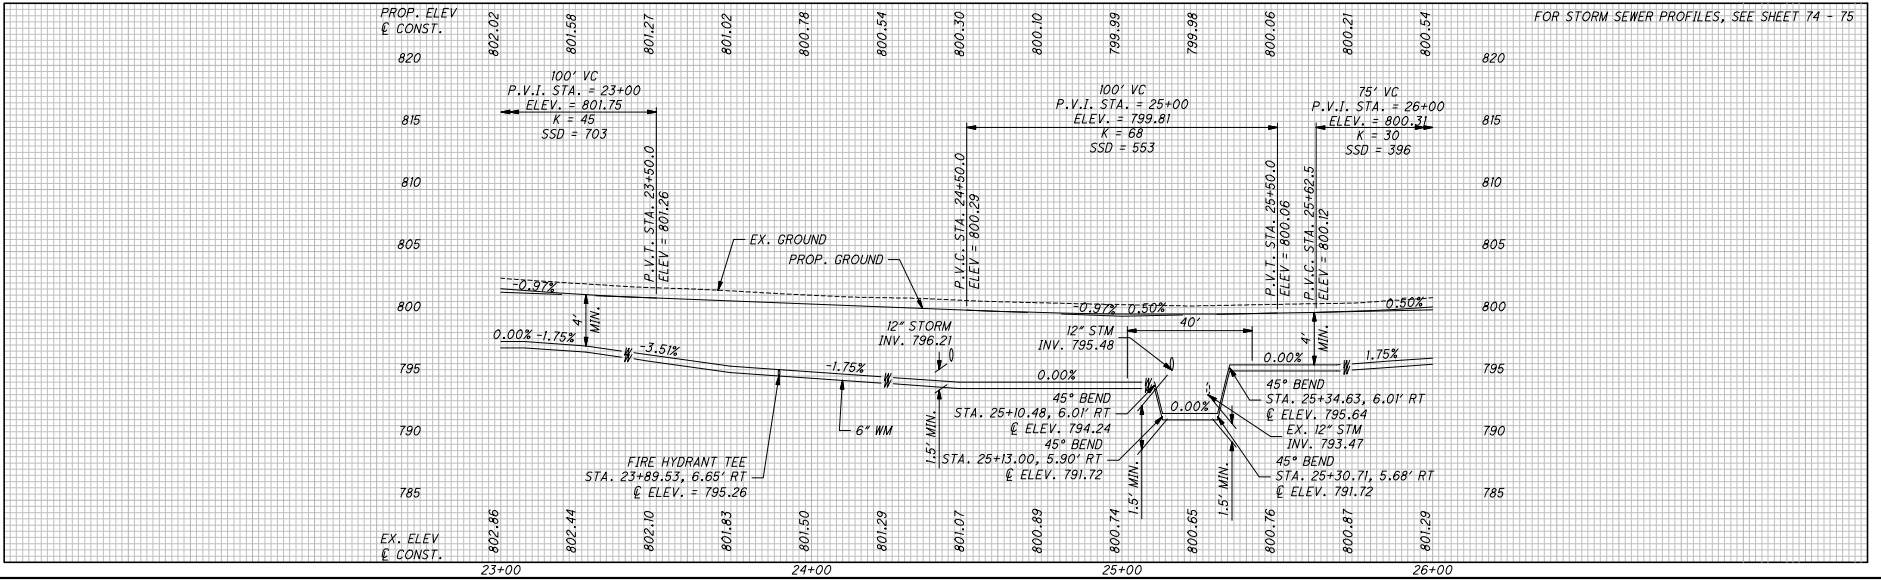 PROP. ELEV
℄ CONST.
802.02
801.58
801.27
801.02
800.78
800.54
800.30
800.10
799.99
799.98
800.06
800.21
800.54
FOR STORM SEWER PROFILES, SEE SHEET 74 - 75
820
820
100' VC
P.V.I. STA. = 23+00
ELEV. = 801.75
K = 45
SSD = 703
100' VC
P.V.I. STA. = 25+00
ELEV. = 799.81
K = 68
SSD = 553
75' VC
P.V.I. STA. = 26+00
ELEV. = 800.31
K = 30
SSD = 396
815
815
810
810
P.V.T. STA. 23+50.0
ELEV = 801.26
P.V.C. STA. 24+50.0
ELEV = 800.29
P.V.T. STA. 25+50.0
ELEV = 800.06
P.V.C. STA. 25+62.5
ELEV = 800.12
805
805
EX. GROUND
PROP. GROUND
-0.97%
-0.97%
0.50%
0.50%
800
800
4'
MIN.
12" STORM
INV. 796.21
12" STM
INV. 795.48
40'
4'
MIN.
0.00%
-1.75%
-3.51%
-1.75%
0.00%
0.00%
1.75%
795
795
45° BEND
STA. 25+10.48, 6.01' RT
℄ ELEV. 794.24
0.00%
45° BEND
STA. 25+34.63, 6.01' RT
℄ ELEV. 795.64
EX. 12" STM
INV. 793.47
790
790
6" WM
1.5' MIN.
45° BEND
STA. 25+13.00, 5.90' RT
℄ ELEV. 791.72
1.5' MIN.
1.5' MIN.
45° BEND
STA. 25+30.71, 5.68' RT
℄ ELEV. 791.72
FIRE HYDRANT TEE
STA. 23+89.53, 6.65' RT
℄ ELEV. = 795.26
785
785
EX. ELEV
℄ CONST.
802.86
802.44
802.10
801.83
801.50
801.29
801.07
800.89
800.74
800.65
800.76
800.87
801.29
23+00
24+00
25+00
26+00